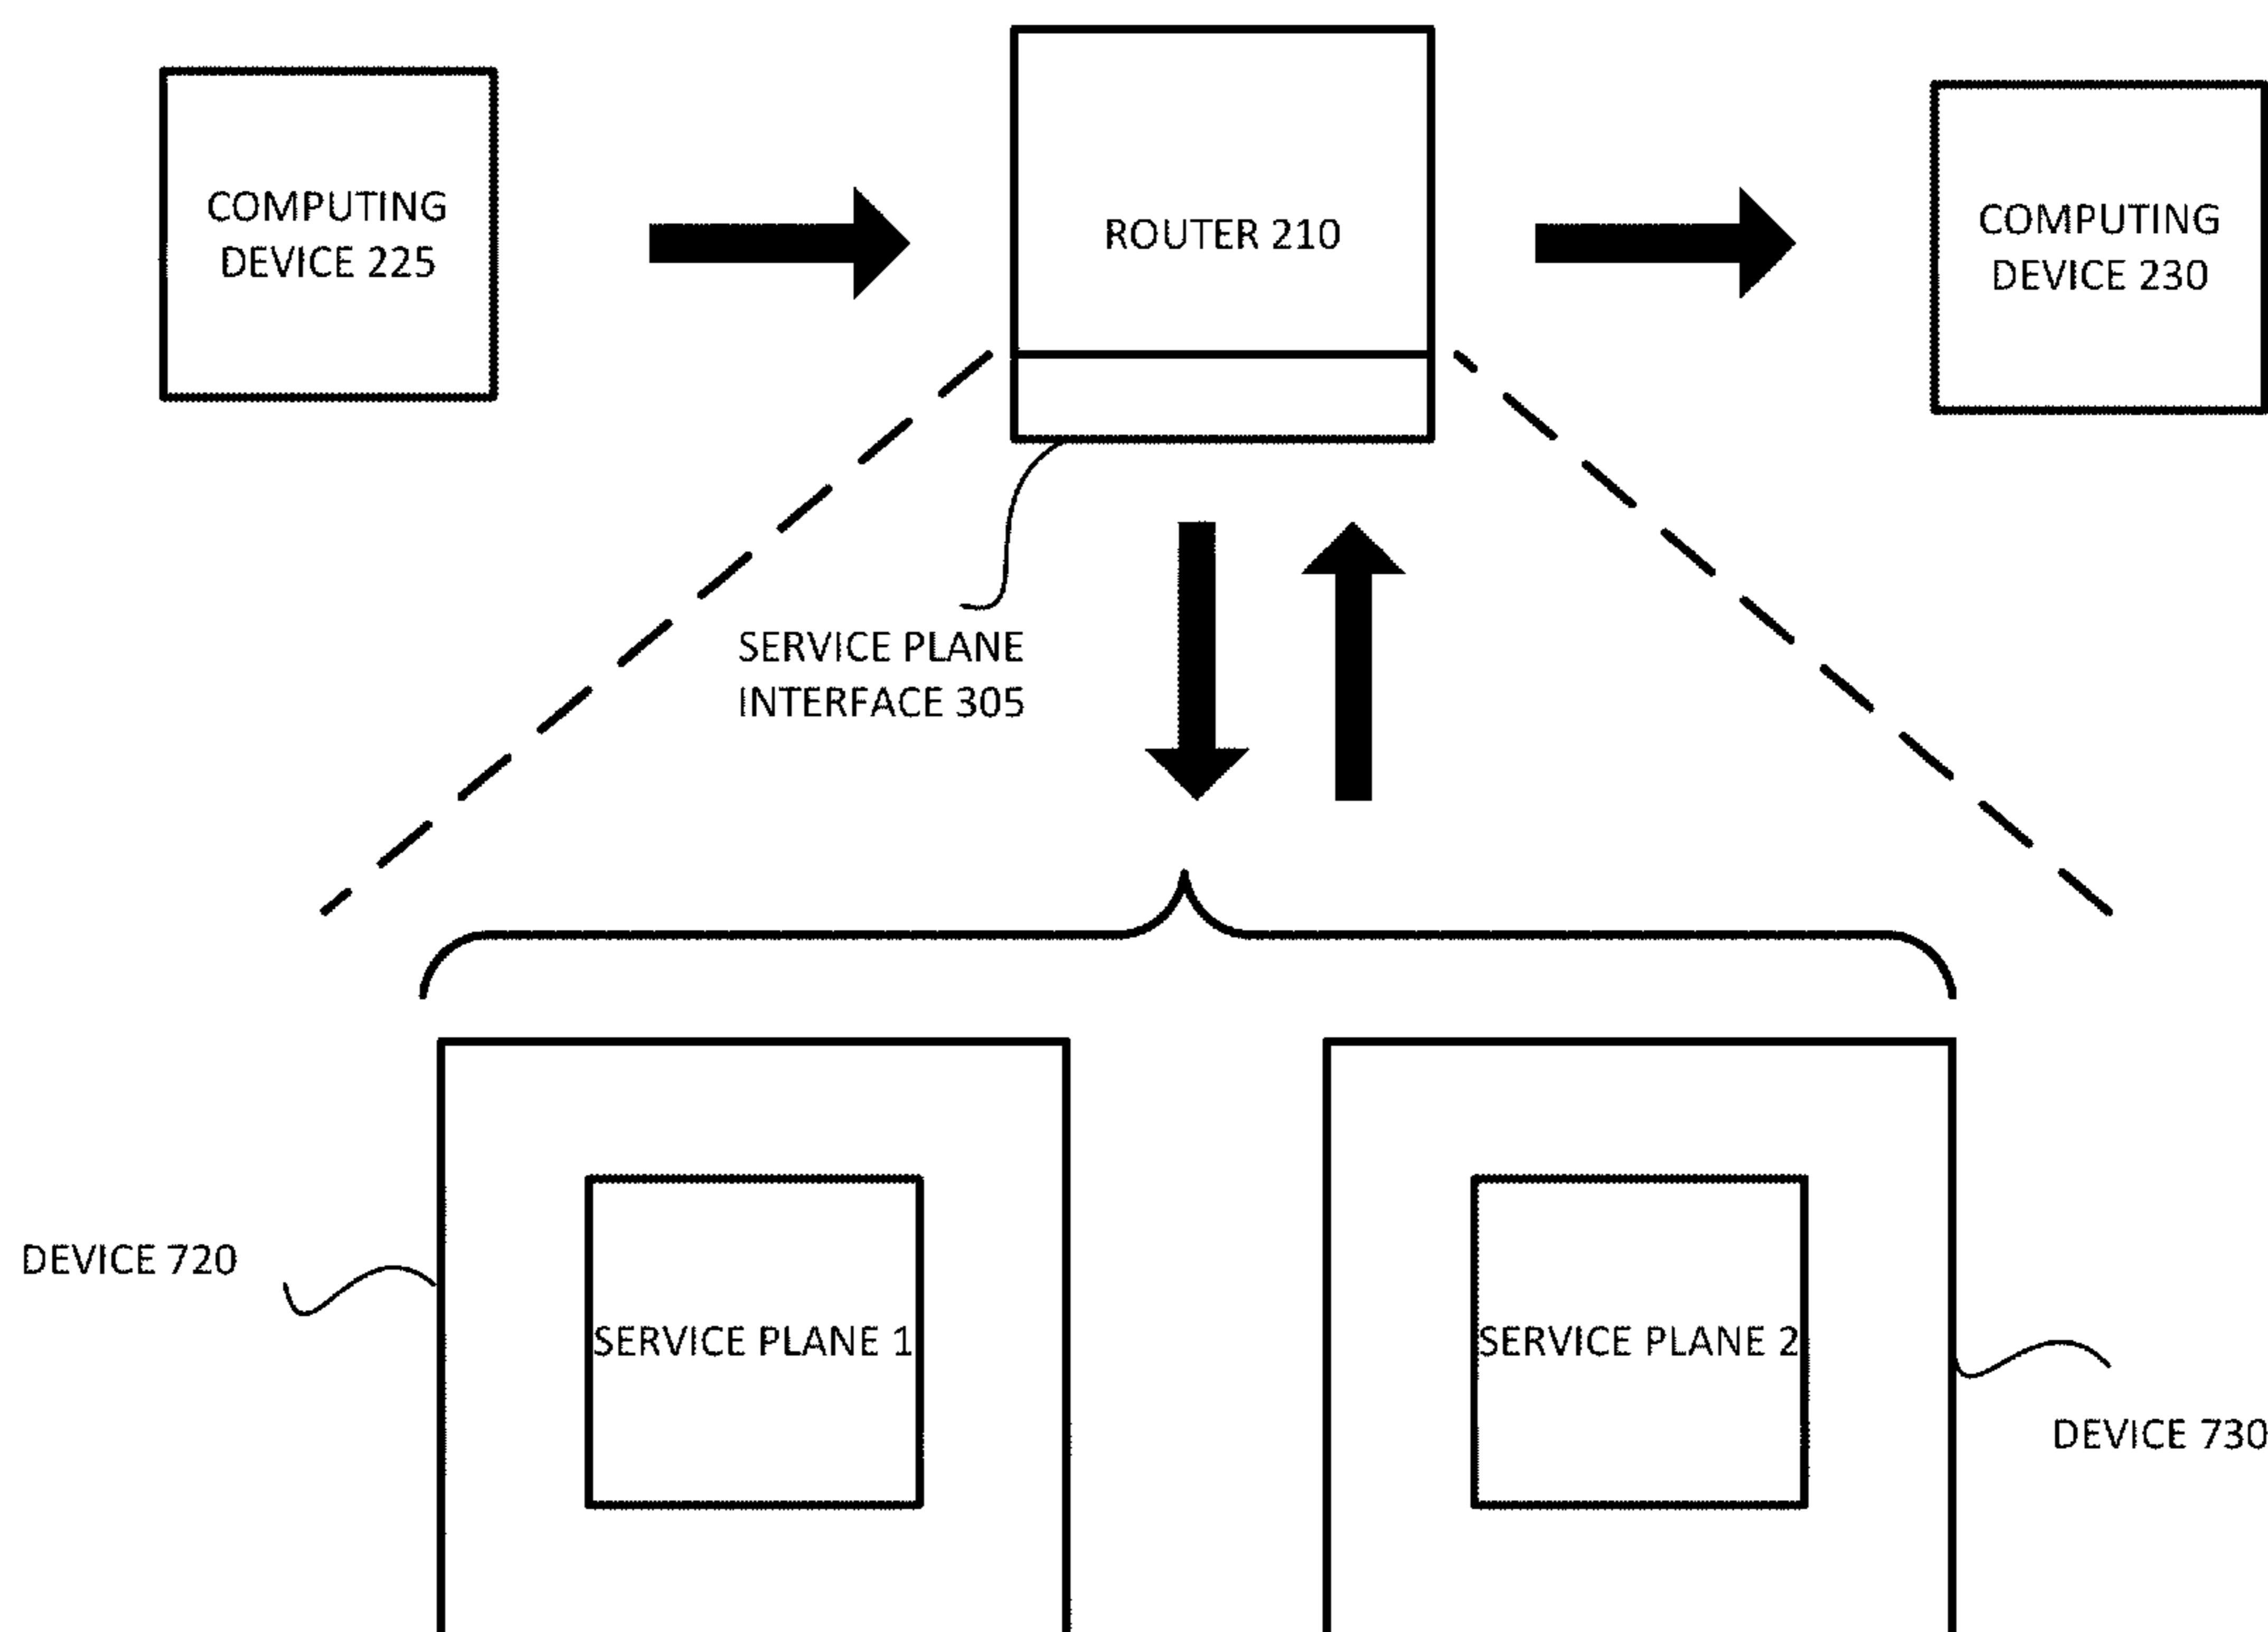 COMPUTING
DEVICE 225
ROUTER 210
COMPUTING
DEVICE 230
SERVICE PLANE
INTERFACE 305
DEVICE 720
SERVICE PLANE 1
SERVICE PLANE 2
DEVICE 730